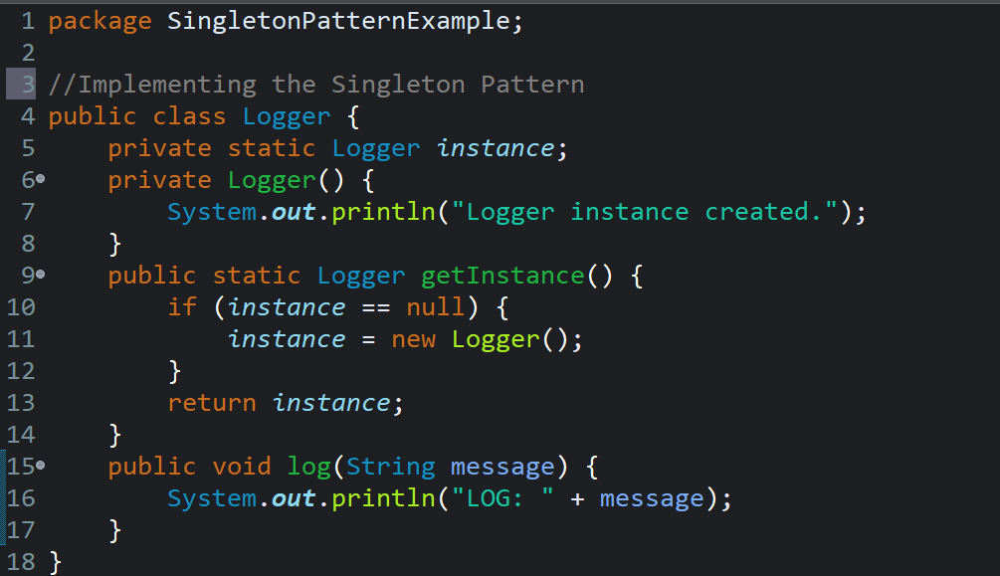 1 package SingletonPatternExample;
2
3 //Implementing the Singleton Pattern
4 public class Logger {
5     private static Logger instance;
6     private Logger() {
7         System.out.println("Logger instance created.");
8     }
9     public static Logger getInstance() {
10         if (instance == null) {
11             instance = new Logger();
12         }
13         return instance;
14     }
15     public void log(String message) {
16         System.out.println("LOG: " + message);
17     }
18 }